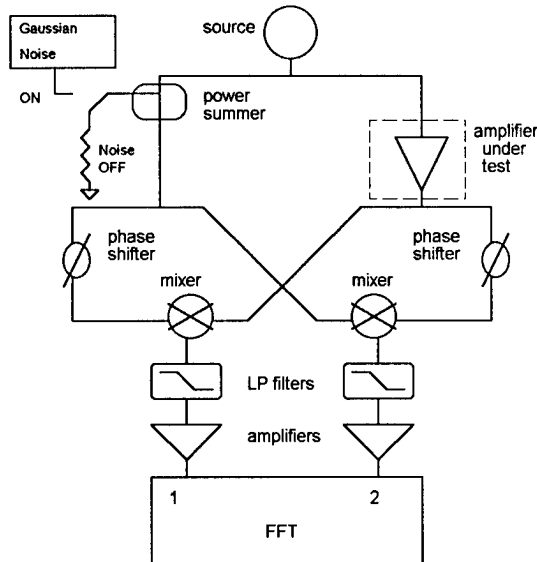 Gaussian
Noise
ON
source
power
summer
Noise
OFF
amplifier
under
test
phase
shifter
phase
shifter
mixer
mixer
LP filters
amplifiers
1
2
FFT